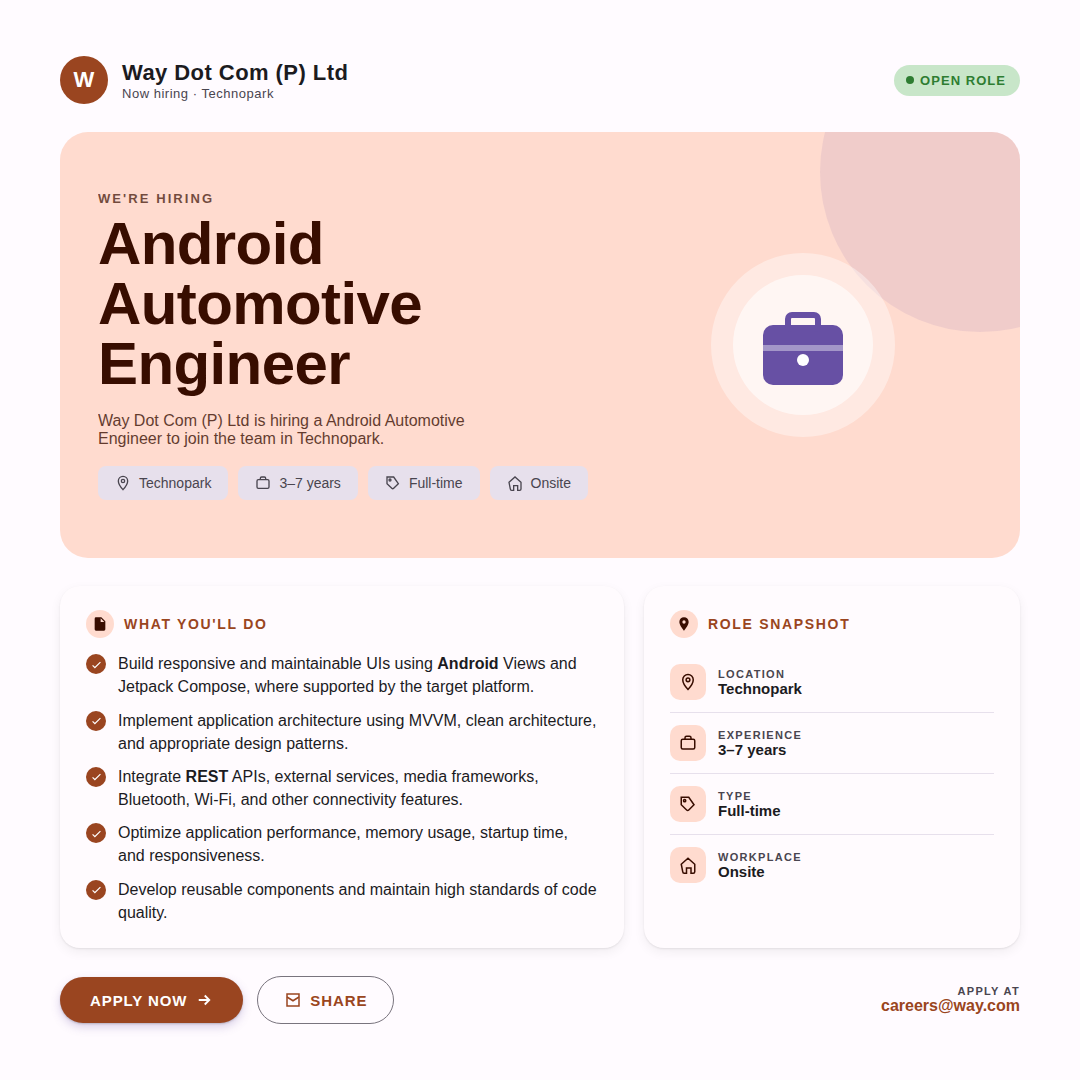 W
Way Dot Com (P) Ltd
Now hiring · Technopark
OPEN ROLE
WE'RE HIRING
Android
Automotive
Engineer
Way Dot Com (P) Ltd is hiring a Android Automotive
Engineer to join the team in Technopark.
Technopark
3–7 years
Full-time
Onsite
WHAT YOU'LL DO
Build responsive and maintainable UIs using Android Views and
Jetpack Compose, where supported by the target platform.
Implement application architecture using MVVM, clean architecture,
and appropriate design patterns.
Integrate REST APIs, external services, media frameworks,
Bluetooth, Wi-Fi, and other connectivity features.
Optimize application performance, memory usage, startup time,
and responsiveness.
Develop reusable components and maintain high standards of code
quality.
ROLE SNAPSHOT
LOCATION
Technopark
EXPERIENCE
3–7 years
TYPE
Full-time
WORKPLACE
Onsite
APPLY NOW
SHARE
APPLY AT
careers@way.com